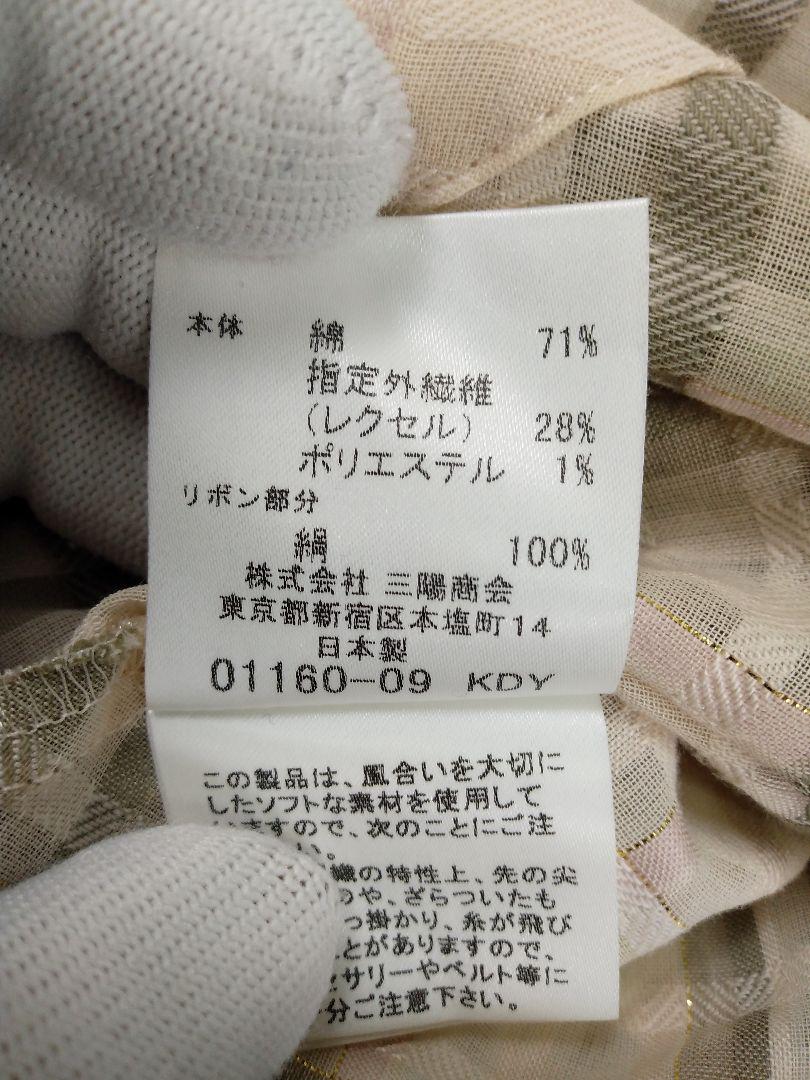 本体 綿 71%
指定外繊維
(レクセル) 28%
ポリエステル 1%
リボン部分
絹 100%
株式会社 三陽商会
東京都新宿区本塩町14
日本製
01160-09 KDY
この製品は、風合いを大切に
したソフトな素材を使用して
いますので、次のことにご注
い。
織の特性上、先の尖
のや、ざらついたも
っ掛かり、糸が飛び
とがありますので、
セサリーやベルト等に
分ご注意下さい。